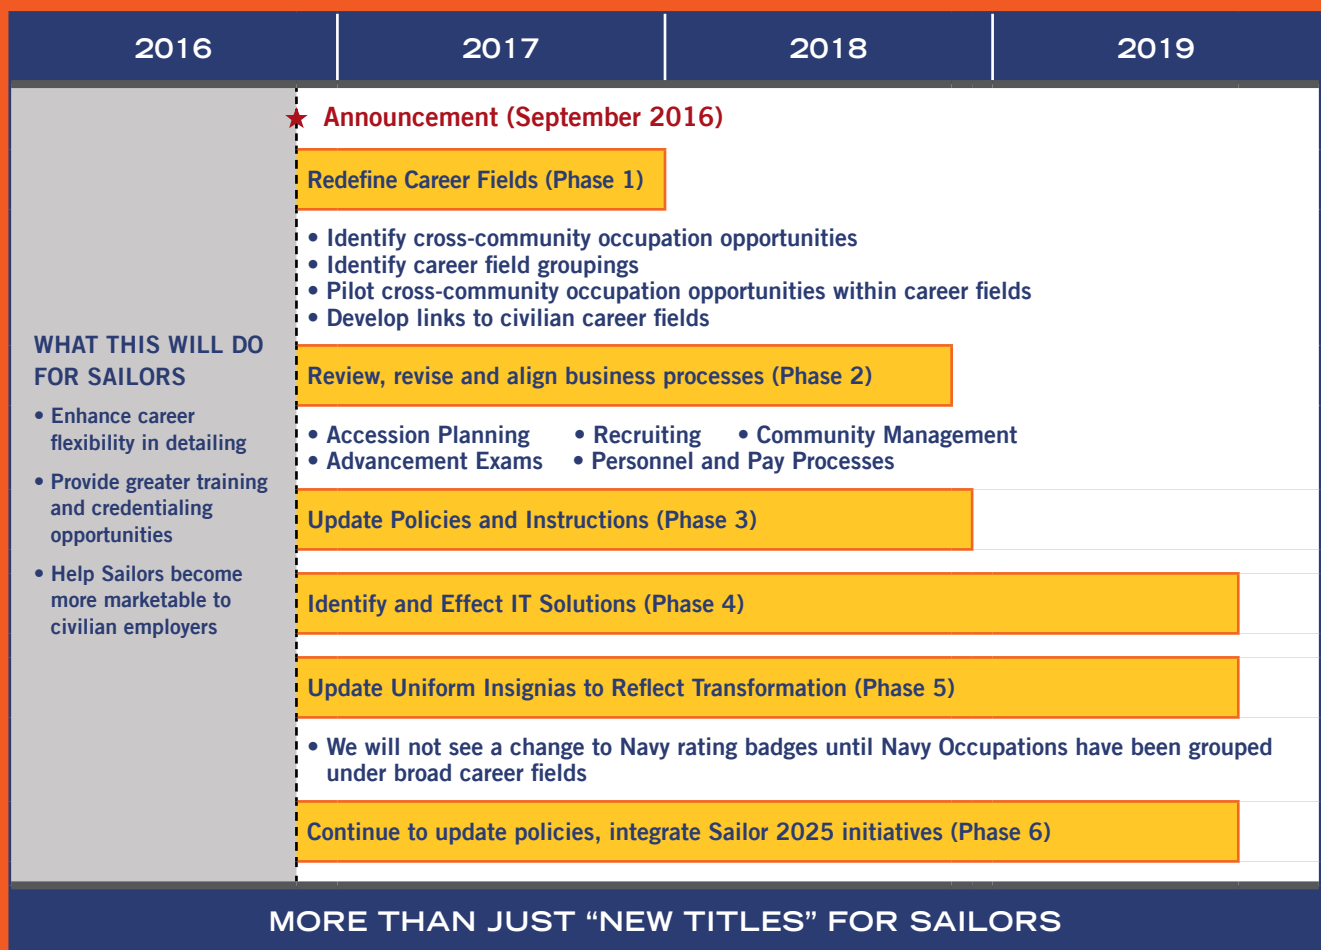 2016 2017 2018 2019
★ Announcement (September 2016)
Redefine Career Fields (Phase 1)
• Identify cross-community occupation opportunities
• Identify career field groupings
• Pilot cross-community occupation opportunities within career fields
• Develop links to civilian career fields
WHAT THIS WILL DO
FOR SAILORS
• Enhance career
flexibility in detailing
• Provide greater training
and credentialing
opportunities
• Help Sailors become
more marketable to
civilian employers
Review, revise and align business processes (Phase 2)
• Accession Planning • Recruiting • Community Management
• Advancement Exams • Personnel and Pay Processes
Update Policies and Instructions (Phase 3)
Identify and Effect IT Solutions (Phase 4)
Update Uniform Insignias to Reflect Transformation (Phase 5)
• We will not see a change to Navy rating badges until Navy Occupations have been grouped
under broad career fields
Continue to update policies, integrate Sailor 2025 initiatives (Phase 6)
MORE THAN JUST “NEW TITLES” FOR SAILORS